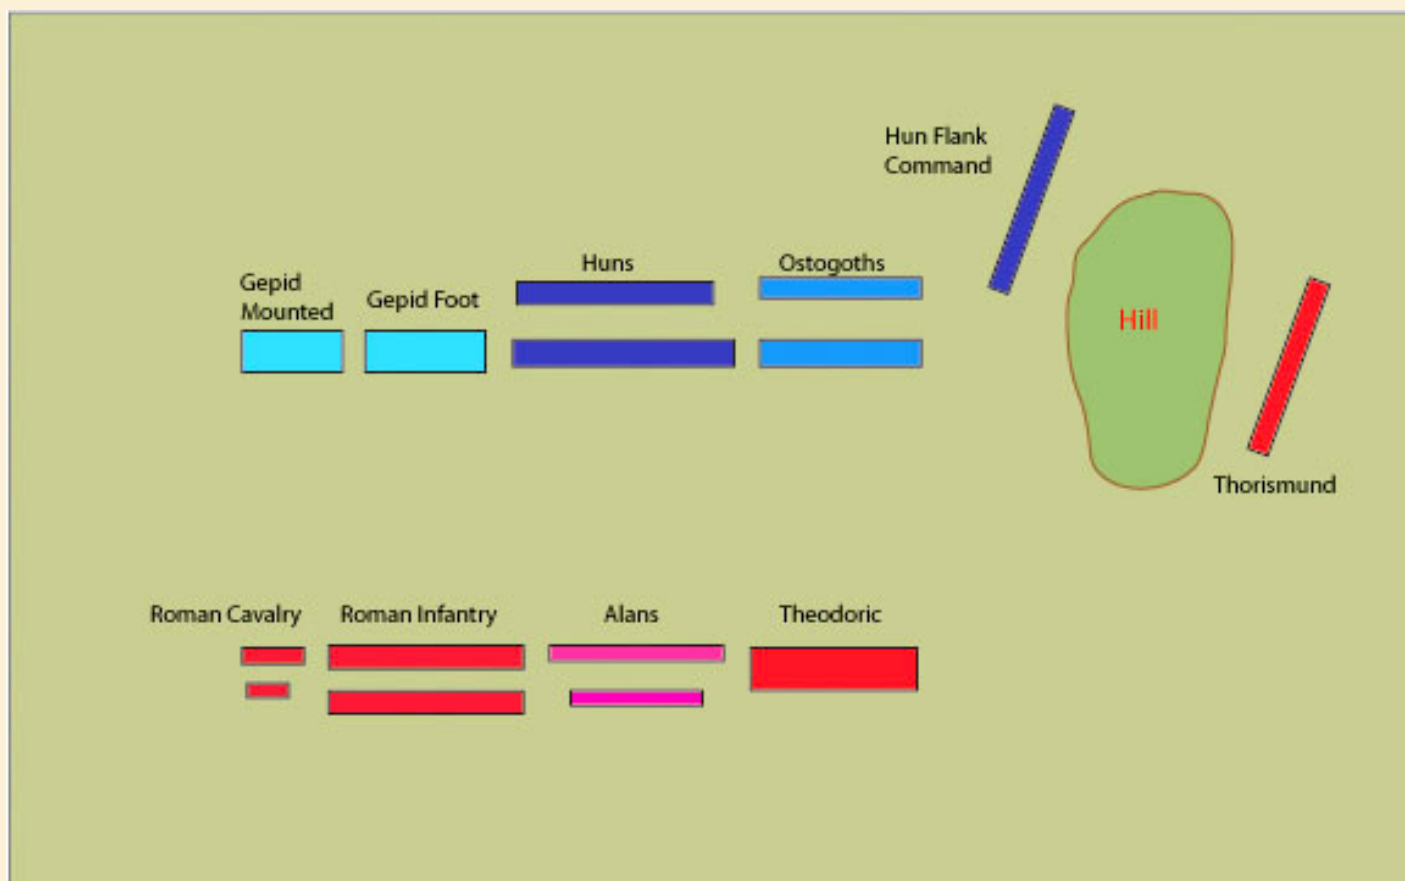 Hun Flank
Command
Huns
Ostogoths
Gepid
Mounted
Gepid Foot
Hill
Thorismund
Roman Cavalry
Roman Infantry
Alans
Theodoric